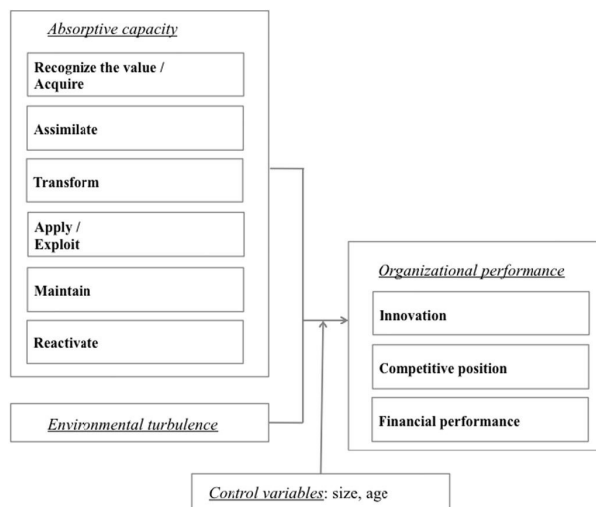 Absorptive capacity
Recognize the value /
Acquire
Assimilate
Transform
Apply /
Exploit
Maintain
Reactivate
Environmental turbulence
Organizational performance
Innovation
Competitive position
Financial performance
Control variables: size, age